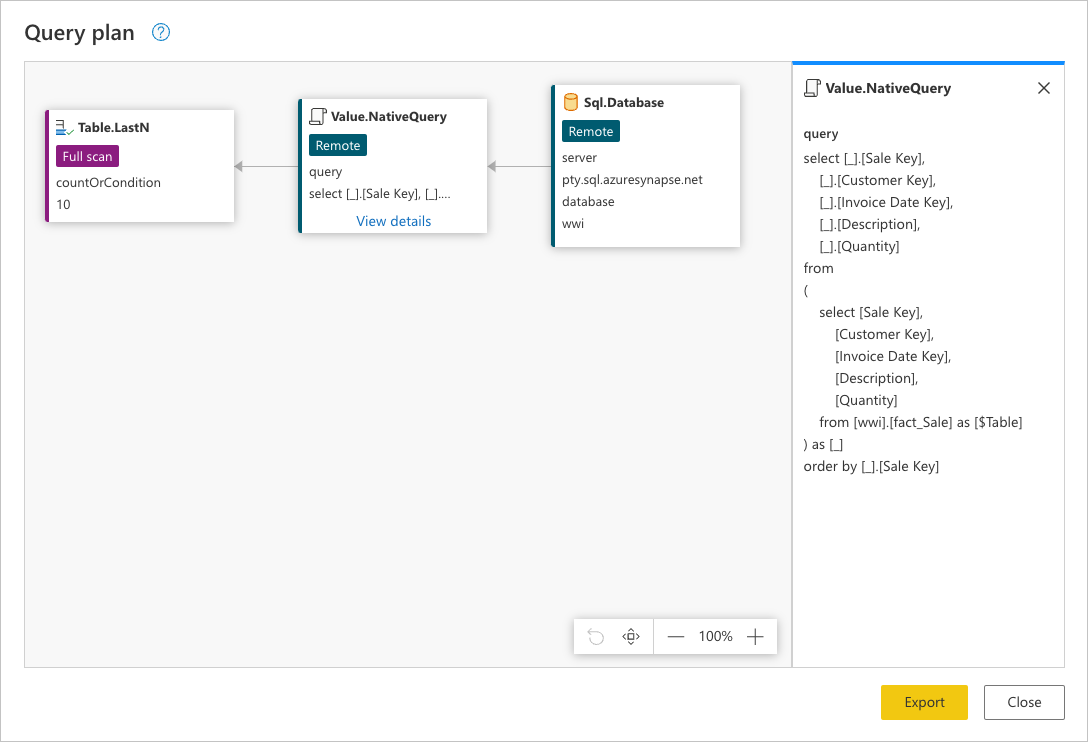 Query plan
Table.LastN
Full scan
countOrCondition
10
Value.NativeQuery
Remote
query
select [_].[Sale Key], [_]....
View details
Sql.Database
Remote
server
pty.sql.azuresynapse.net
database
wwi
Value.NativeQuery
query
select [_].[Sale Key],
[_].[Customer Key],
[_].[Invoice Date Key],
[_].[Description],
[_].[Quantity]
from
(
select [Sale Key],
[Customer Key],
[Invoice Date Key],
[Description],
[Quantity]
from [wwi].[fact_Sale] as [$Table]
) as [_]
order by [_].[Sale Key]
100%
Export
Close